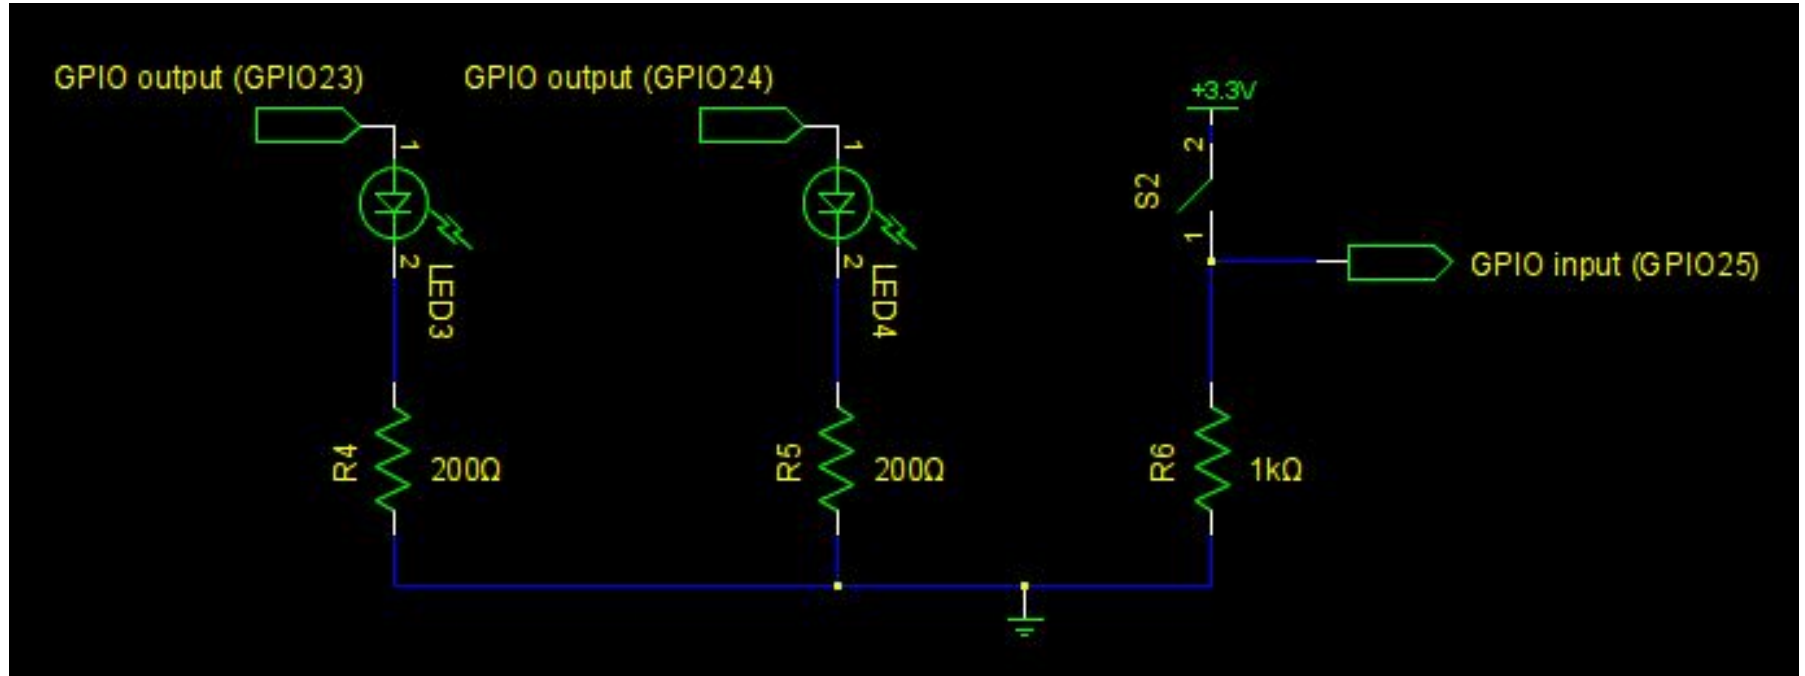 GPIO output (GPIO23)
GPIO output (GPIO24)
+3.3V
1
1
2
S2
1
2
2
LED3
LED4
GPIO input (GPIO25)
R4
200Ω
R5
200Ω
R6
1kΩ